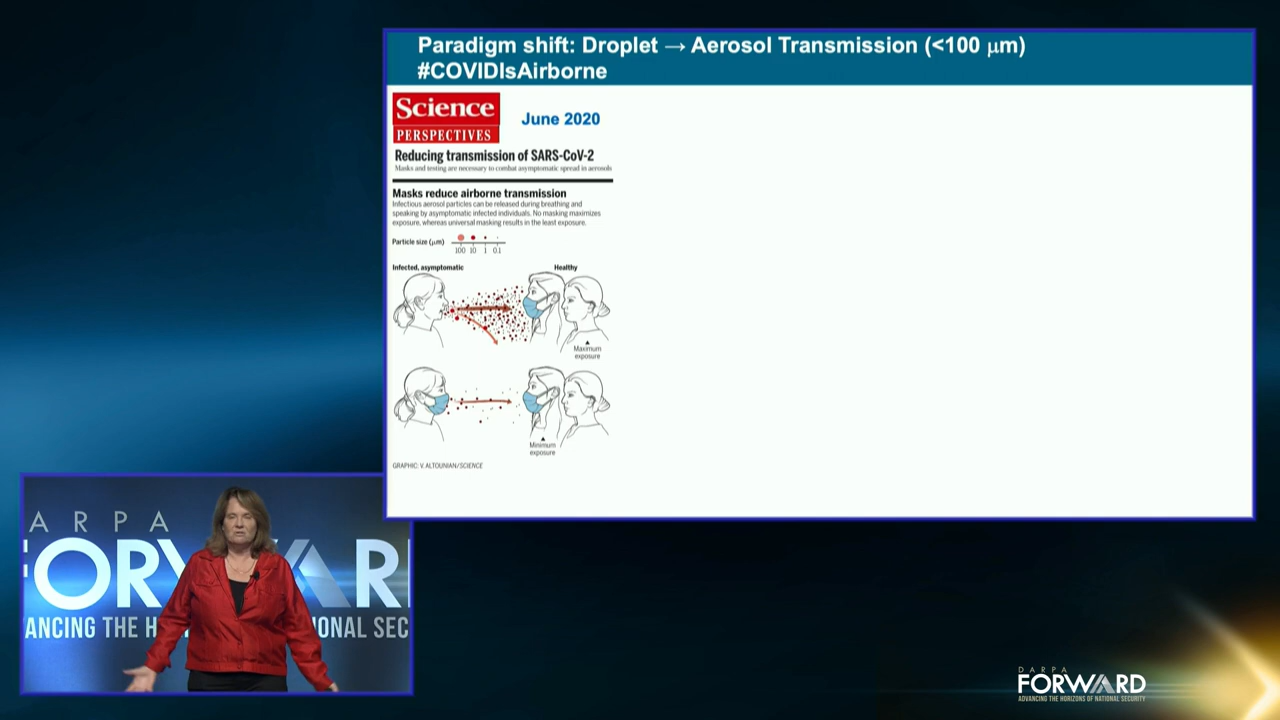 Paradigm shift: Droplet → Aerosol Transmission (<100 μm)
#COVIDIsAirborne
Science
PERSPECTIVES
June 2020
Reducing transmission of SARS-CoV-2
Masks and testing are necessary to combat asymptomatic spread in aerosols
Masks reduce airborne transmission
Infectious aerosol particles can be released during breathing and
speaking by asymptomatic infected individuals. No masking maximizes
exposure, whereas universal masking results in the least exposure.
Particle size (μm)
100 10 1 0.1
Infected, asymptomatic
Healthy
Maximum
exposure
Minimum
exposure
GRAPHIC: V. ALTOUNIAN/SCIENCE
ARPA
FORWARD
ANCING THE H
IONAL SEC
DARPA
FORWARD
ADVANCING THE HORIZONS OF NATIONAL SECURITY